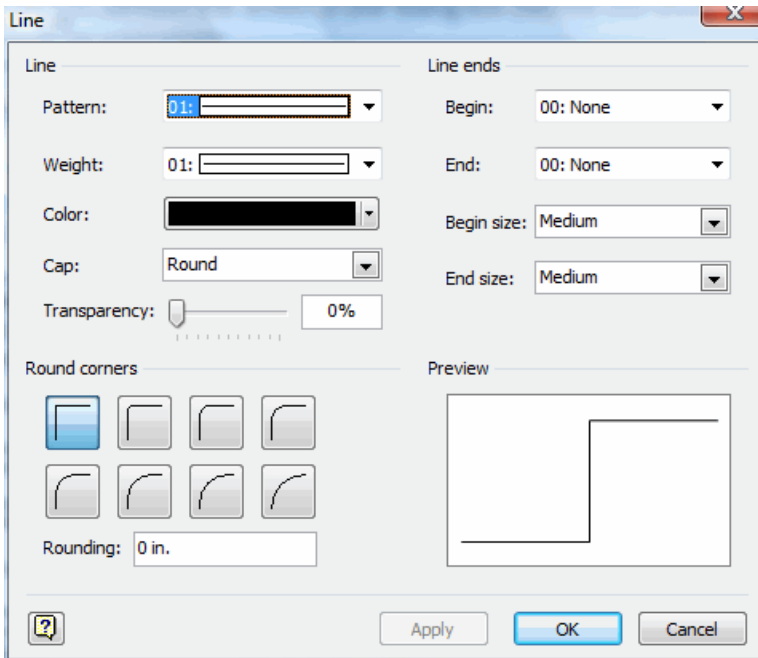 Line
Line
Pattern: 01:
Weight: 01:
Color:
Cap: Round
Transparency: 0%
Line ends
Begin: 00: None
End: 00: None
Begin size: Medium
End size: Medium
Round corners
Rounding: 0 in.
Preview
Apply OK Cancel